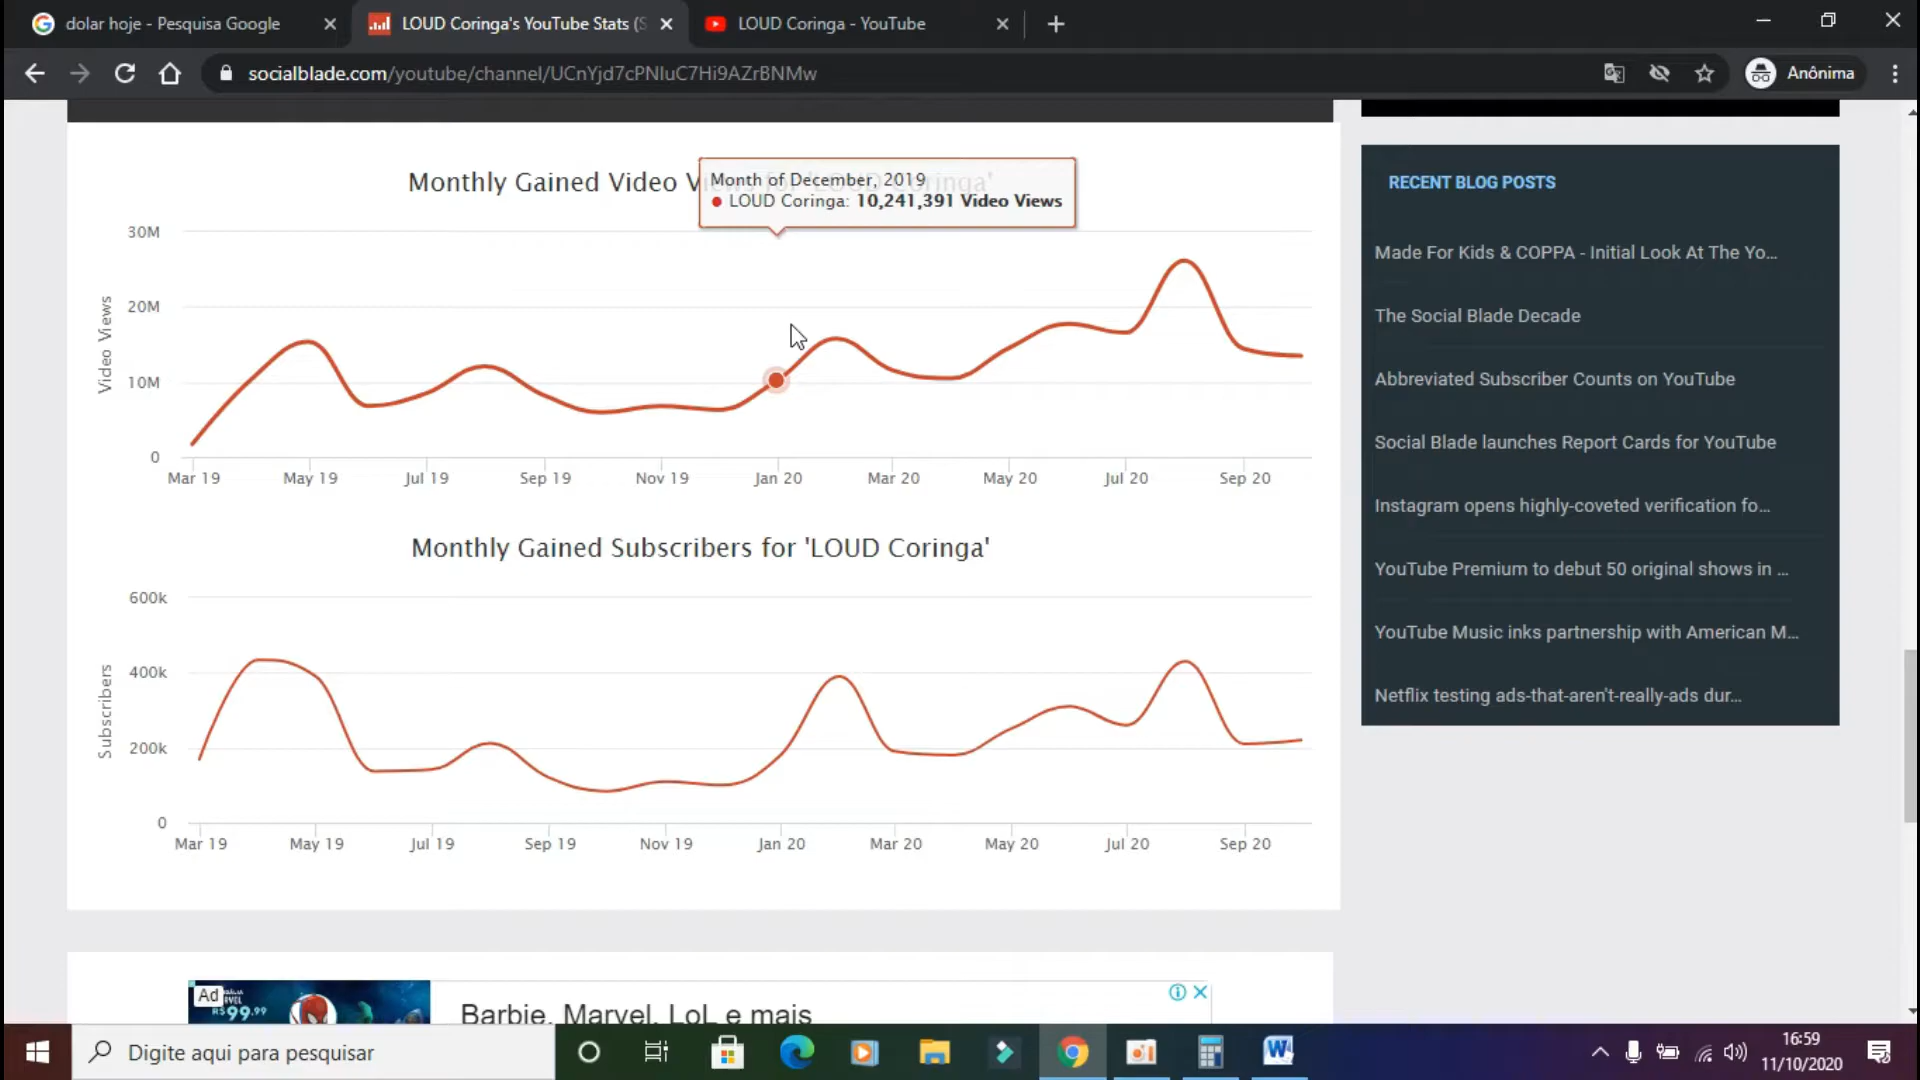 dolar hoje - Pesquisa Google
LOUD Coringa's YouTube Stats (S
LOUD Coringa - YouTube
socialblade.com/youtube/channel/UCnYjd7cPNIuC7Hi9AZrBNMw
Anônima
Monthly Gained Video Views for 'LOUD Coringa'
Month of December, 2019
LOUD Coringa: 10,241,391 Video Views
30M
20M
10M
0
Video Views
Mar 19 May 19 Jul 19 Sep 19 Nov 19 Jan 20 Mar 20 May 20 Jul 20 Sep 20
Monthly Gained Subscribers for 'LOUD Coringa'
600k
400k
200k
0
Subscribers
Mar 19 May 19 Jul 19 Sep 19 Nov 19 Jan 20 Mar 20 May 20 Jul 20 Sep 20
RECENT BLOG POSTS
Made For Kids & COPPA - Initial Look At The Yo...
The Social Blade Decade
Abbreviated Subscriber Counts on YouTube
Social Blade launches Report Cards for YouTube
Instagram opens highly-coveted verification fo...
YouTube Premium to debut 50 original shows in ...
YouTube Music inks partnership with American M...
Netflix testing ads-that-aren't-really-ads dur...
Ad
R$99.99
Barbie, Marvel, LoL e mais
Digite aqui para pesquisar
16:59
11/10/2020